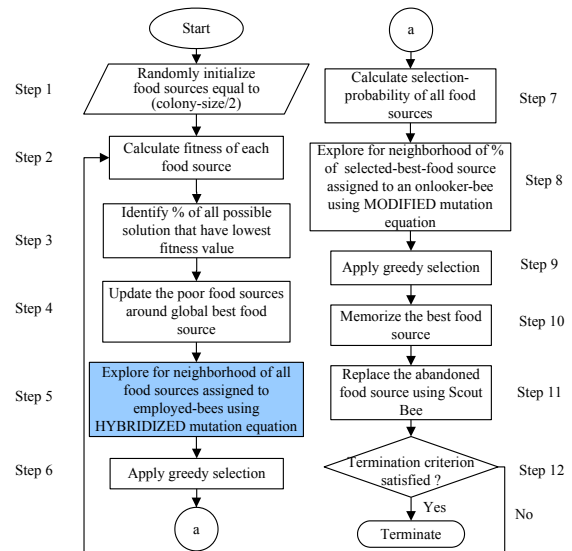 Start
Step 1
Randomly initialize
food sources equal to
(colony-size/2)
Step 2
Calculate fitness of each
food source
Step 3
Identify % of all possible
solution that have lowest
fitness value
Step 4
Update the poor food sources
around global best food
source
Step 5
Explore for neighborhood of all
food sources assigned to
employed-bees using
HYBRIDIZED mutation equation
Step 6
Apply greedy selection
a
a
Calculate selection-
probability of all food
sources
Step 7
Explore for neighborhood of %
of selected-best-food source
assigned to an onlooker-bee
using MODIFIED mutation
equation
Step 8
Apply greedy selection
Step 9
Memorize the best food
source
Step 10
Replace the abandoned
food source using Scout
Bee
Step 11
Termination criterion
satisfied ?
Step 12
Yes
No
Terminate